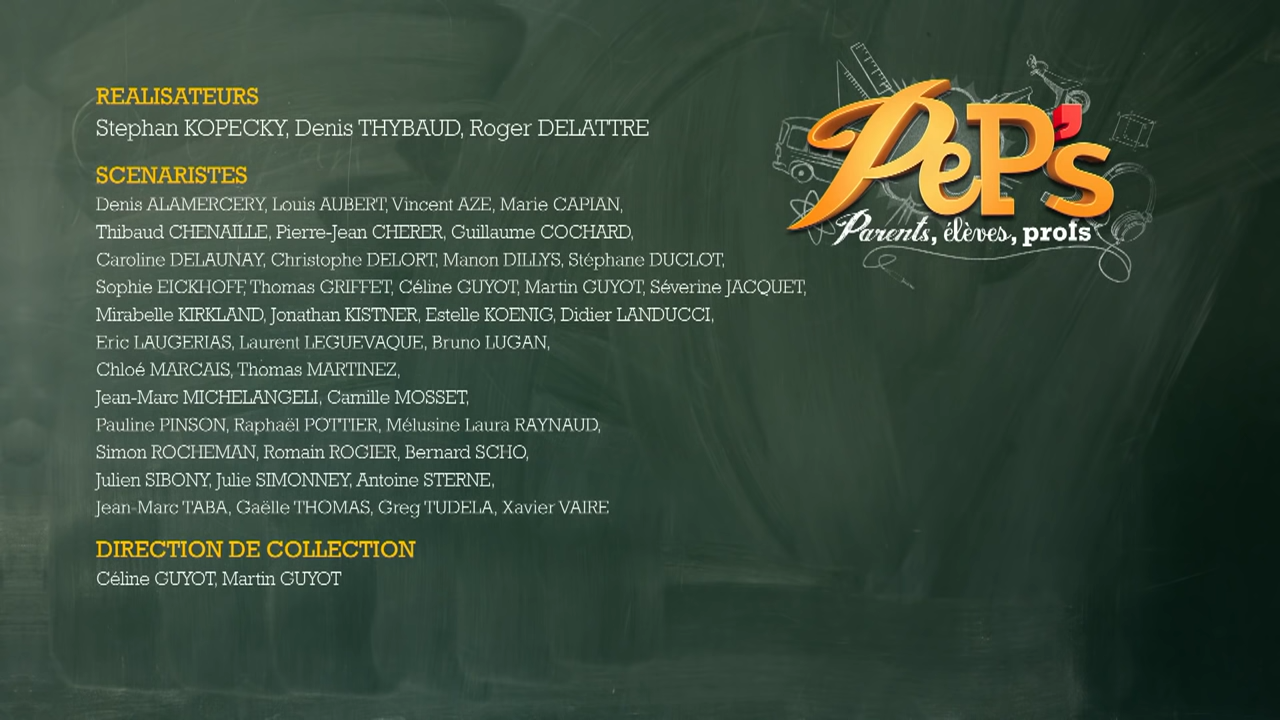 REALISATEURS
Stephan KOPECKY, Denis THYBAUD, Roger DELATTRE
SCENARISTES
Denis ALAMERCERY, Louis AUBERT, Vincent AZE, Marie CAPIAN,
Thibaud CHENAILLE, Pierre-Jean CHERER, Guillaume COCHARD,
Caroline DELAUNAY, Christophe DELORT, Manon DILLYS, Stéphane DUCLOT,
Sophie EICKHOFF, Thomas GRIFFET, Céline GUYOT, Martin GUYOT, Séverine JACQUET,
Mirabelle KIRKLAND, Jonathan KISTNER, Estelle KOENIG, Didier LANDUCCI,
Eric LAUGERIAS, Laurent LEGUEVAQUE, Bruno LUGAN,
Chloé MARCAIS, Thomas MARTINEZ,
Jean-Marc MICHELANGELI, Camille MOSSET,
Pauline PINSON, Raphaël POTTIER, Mélusine Laura RAYNAUD,
Simon ROCHEMAN, Romain ROGIER, Bernard SCHO,
Julien SIBONY, Julie SIMONNEY, Antoine STERNE,
Jean-Marc TABA, Gaëlle THOMAS, Greg TUDELA, Xavier VAIRE
DIRECTION DE COLLECTION
Céline GUYOT, Martin GUYOT
PeP's
Parents, élèves, profs